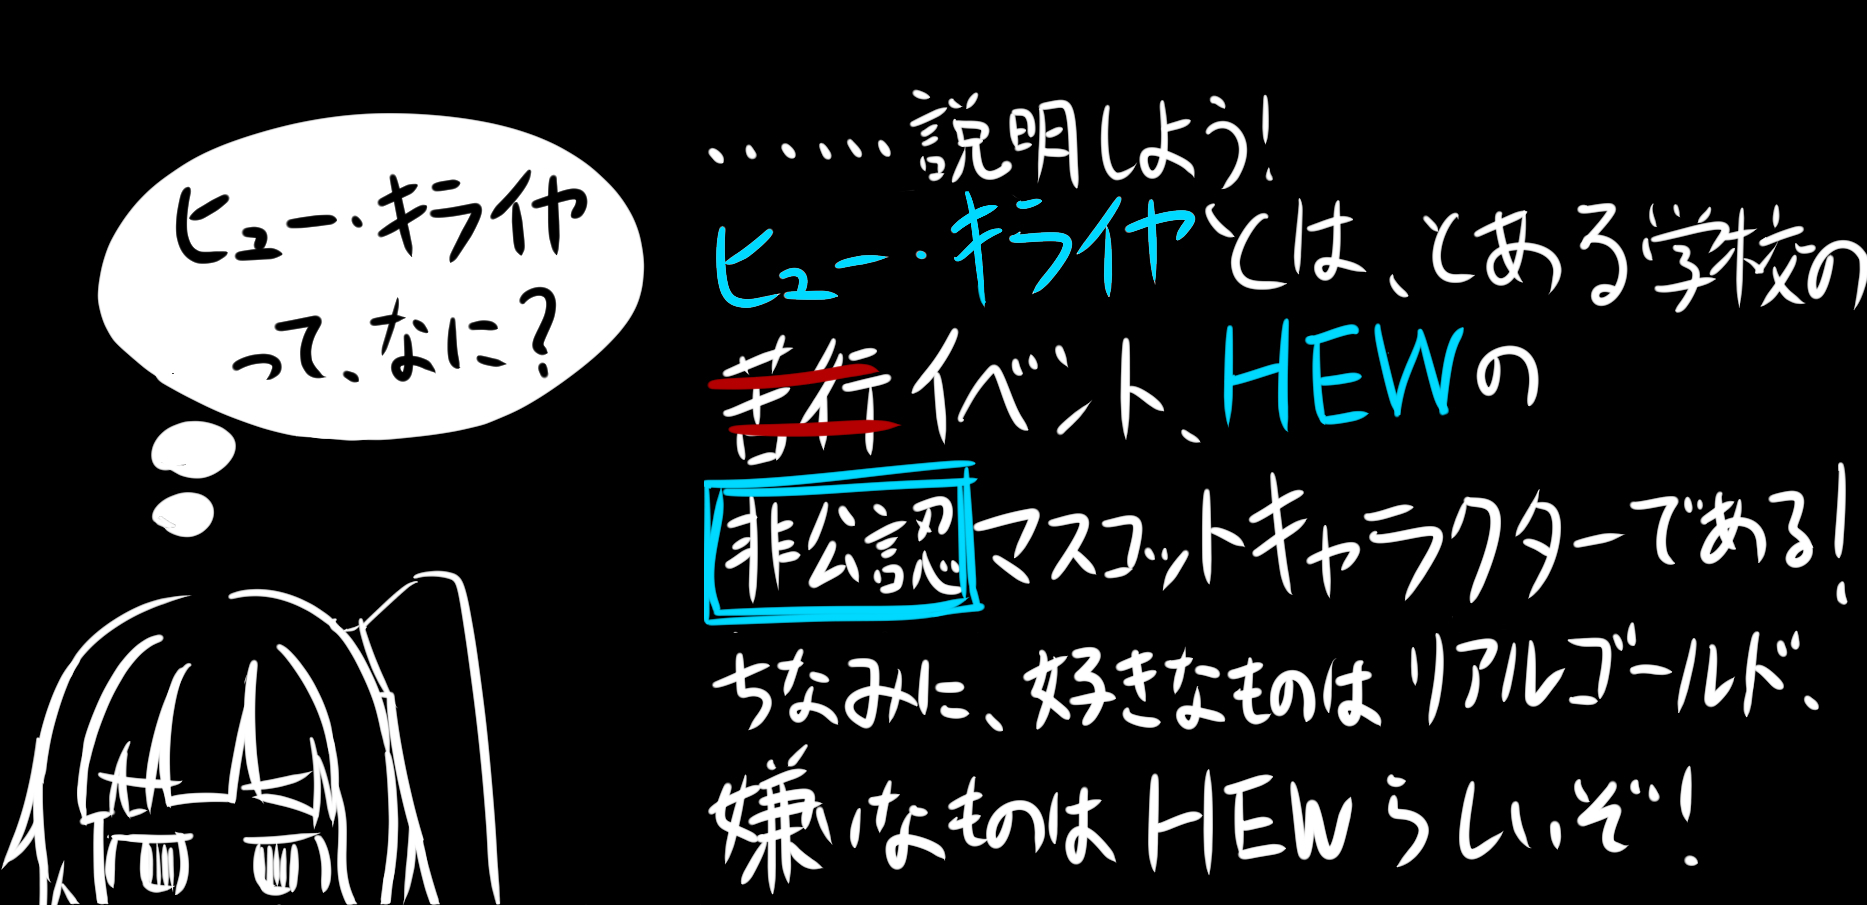 ヒュー・キライヤ
って、なに?
……説明しよう!
ヒュー・キライヤとは、とある学校の
苦行イベント、HEWの
非公認マスコットキャラクターである!
ちなみに、好きなものはリアルゴールド、
嫌いなものはHEWらしいぞ!